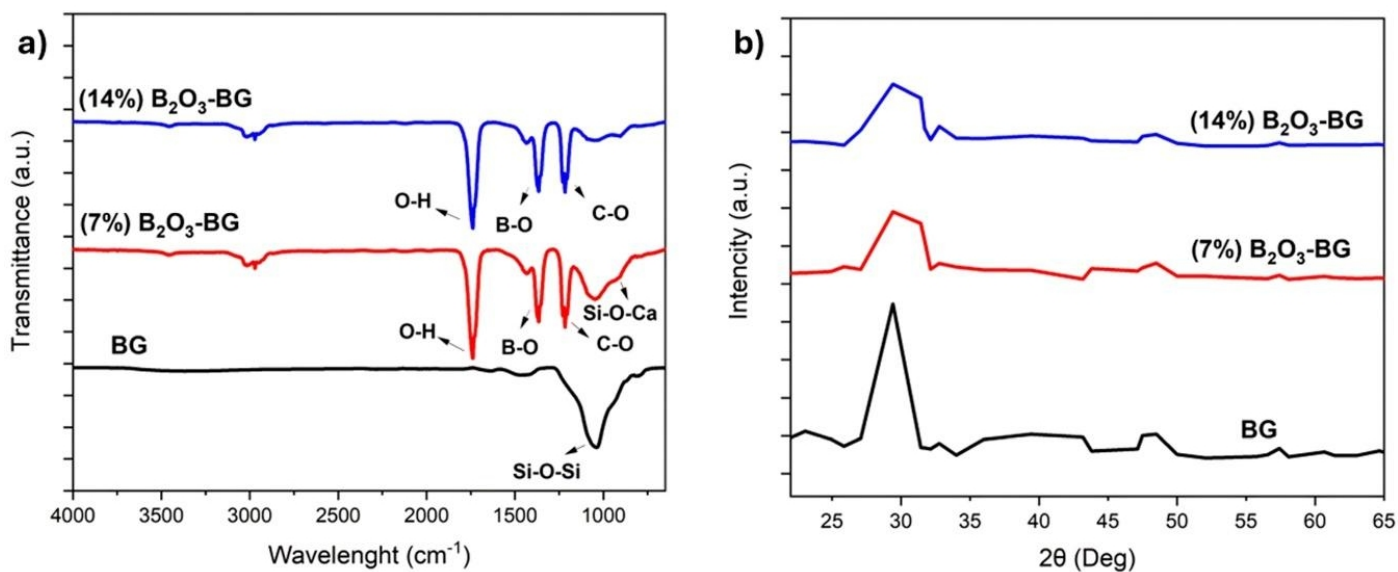 a)
(14%) B₂O₃-BG
O-H
B-O
C-O
(7%) B₂O₃-BG
Si-O-Ca
O-H
B-O
C-O
BG
Si-O-Si
Transmittance (a.u.)
4000 3500 3000 2500 2000 1500 1000
Wavelenght (cm⁻¹)
b)
(14%) B₂O₃-BG
(7%) B₂O₃-BG
BG
Intencity (a.u.)
25 30 35 40 45 50 55 60 65
2θ (Deg)